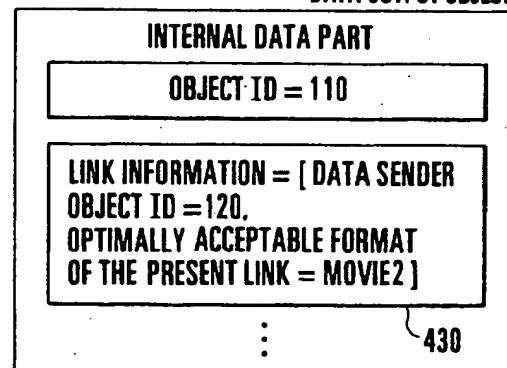 INTERNAL DATA PART
OBJECT ID = 110
LINK INFORMATION = [ DATA SENDER
OBJECT ID =120,
OPTIMALLY ACCEPTABLE FORMAT
OF THE PRESENT LINK = MOVIE2 ]
430